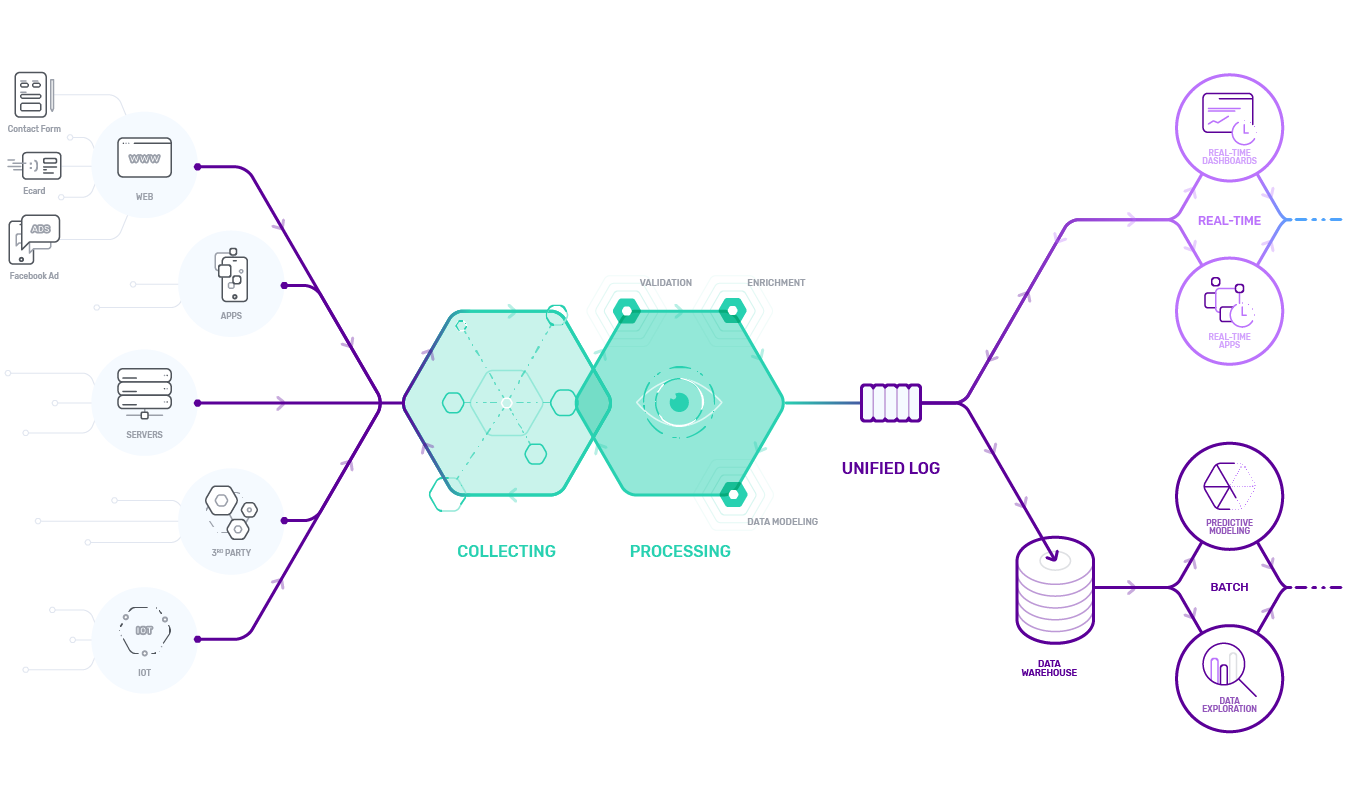 Contact Form
Ecard
ADS
Facebook Ad
WWW
WEB
APPS
SERVERS
3RD PARTY
IOT
IOT
VALIDATION
ENRICHMENT
DATA MODELING
COLLECTING
PROCESSING
UNIFIED LOG
REAL-TIME
DASHBOARDS
REAL-TIME
REAL-TIME
APPS
DATA
WAREHOUSE
PREDICTIVE
MODELING
BATCH
DATA
EXPLORATION